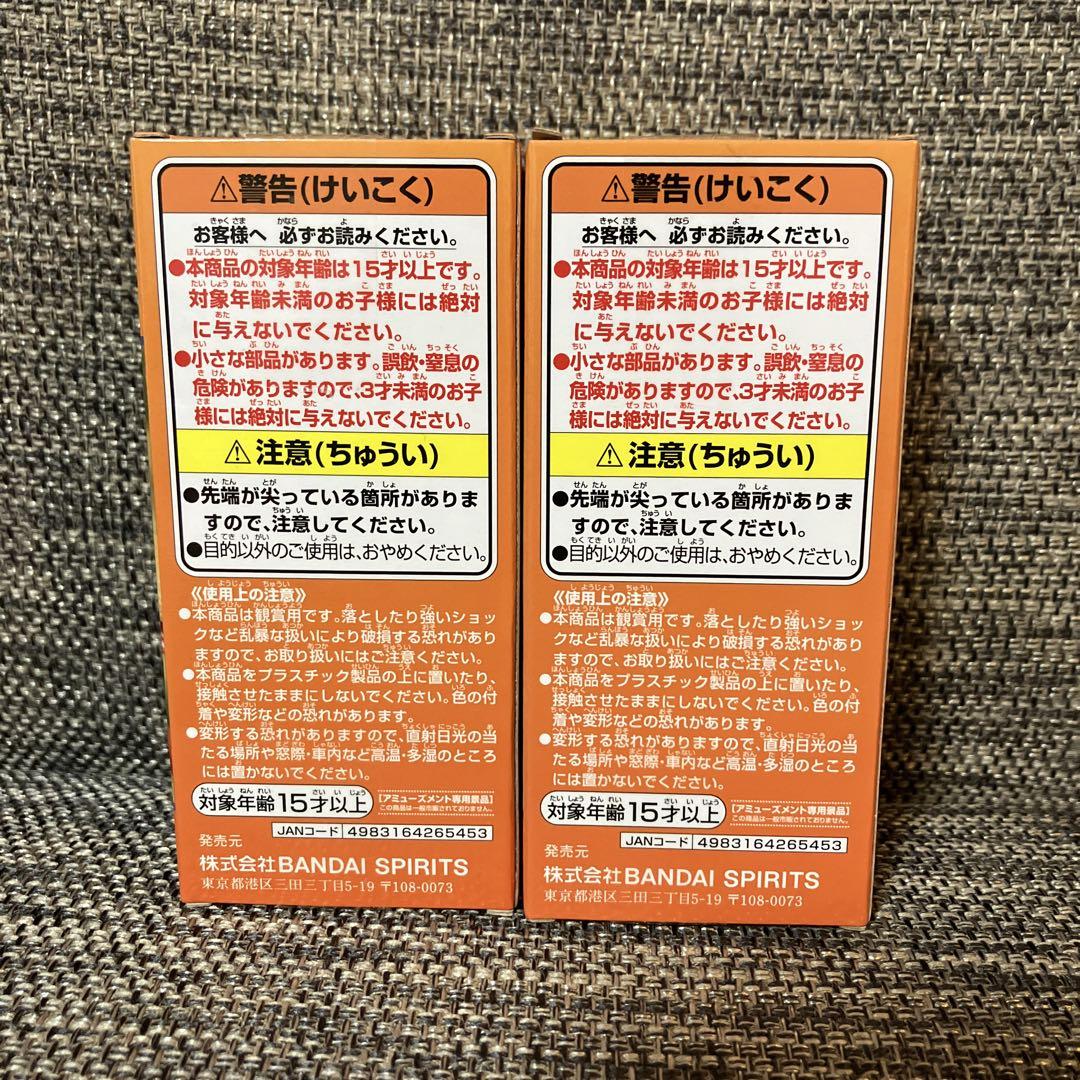 ⚠警告(けいこく)
お客様へ 必ずお読みください。
●本商品の対象年齢は15才以上です。
対象年齢未満のお子様には絶対
に与えないでください。
●小さな部品があります。誤飲・窒息の
危険がありますので、3才未満のお子
様には絶対に与えないでください。
⚠注意(ちゅうい)
●先端が尖っている箇所がありま
すので、注意してください。
●目的以外のご使用は、おやめください。
《使用上の注意》
●本商品は観賞用です。落としたり強いショッ
クなど乱暴な扱いにより破損する恐れがあり
ますので、お取り扱いにはご注意ください。
●本商品をプラスチック製品の上に置いたり、
接触させたままにしないでください。色の付
着や変形などの恐れがあります。
●変形する恐れがありますので、直射日光の当
たる場所や窓際・車内など高温・多湿のところ
には置かないでください。
対象年齢15才以上
[アミューズメント専用景品]
この商品は一般市販されておりません。
JANコード 4983164265453
発売元
株式会社BANDAI SPIRITS
東京都港区三田三丁目5-19 〒108-0073
⚠警告(けいこく)
お客様へ 必ずお読みください。
●本商品の対象年齢は15才以上です。
対象年齢未満のお子様には絶対
に与えないでください。
●小さな部品があります。誤飲・窒息の
危険がありますので、3才未満のお子
様には絶対に与えないでください。
⚠注意(ちゅうい)
●先端が尖っている箇所がありま
すので、注意してください。
●目的以外のご使用は、おやめください。
《使用上の注意》
●本商品は観賞用です。落としたり強いショッ
クなど乱暴な扱いにより破損する恐れがあり
ますので、お取り扱いにはご注意ください。
●本商品をプラスチック製品の上に置いたり、
接触させたままにしないでください。色の付
着や変形などの恐れがあります。
●変形する恐れがありますので、直射日光の当
たる場所や窓際・車内など高温・多湿のところ
には置かないでください。
対象年齢15才以上
[アミューズメント専用景品]
この商品は一般市販されておりません。
JANコード 4983164265453
発売元
株式会社BANDAI SPIRITS
東京都港区三田三丁目5-19 〒108-0073